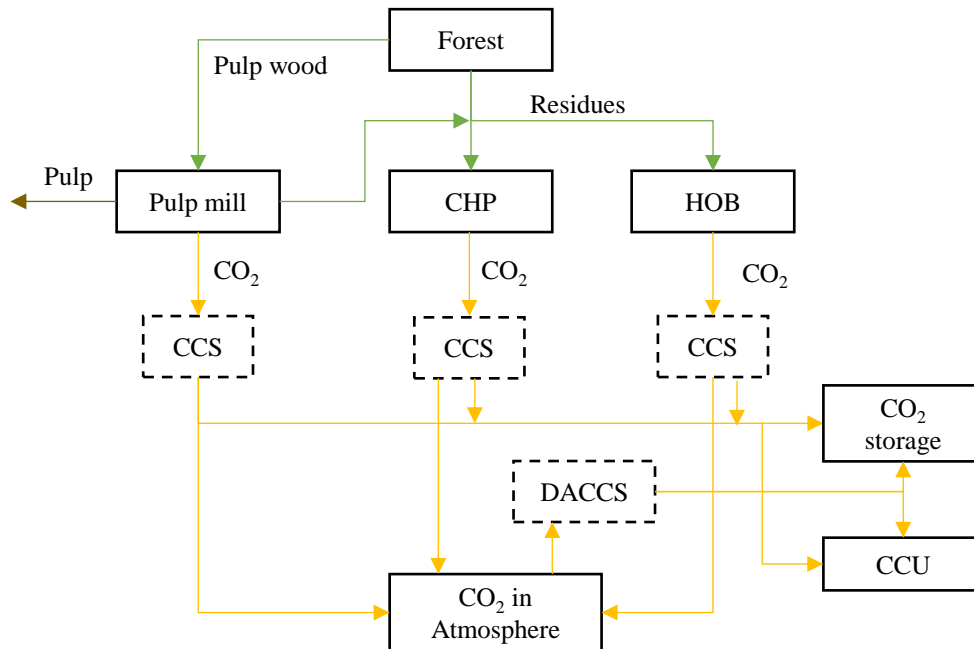 Forest
Pulp wood
Residues
Pulp
Pulp mill
CHP
HOB
CO₂
CO₂
CO₂
CCS
CCS
CCS
CO₂
storage
DACCS
CCU
CO₂ in
Atmosphere